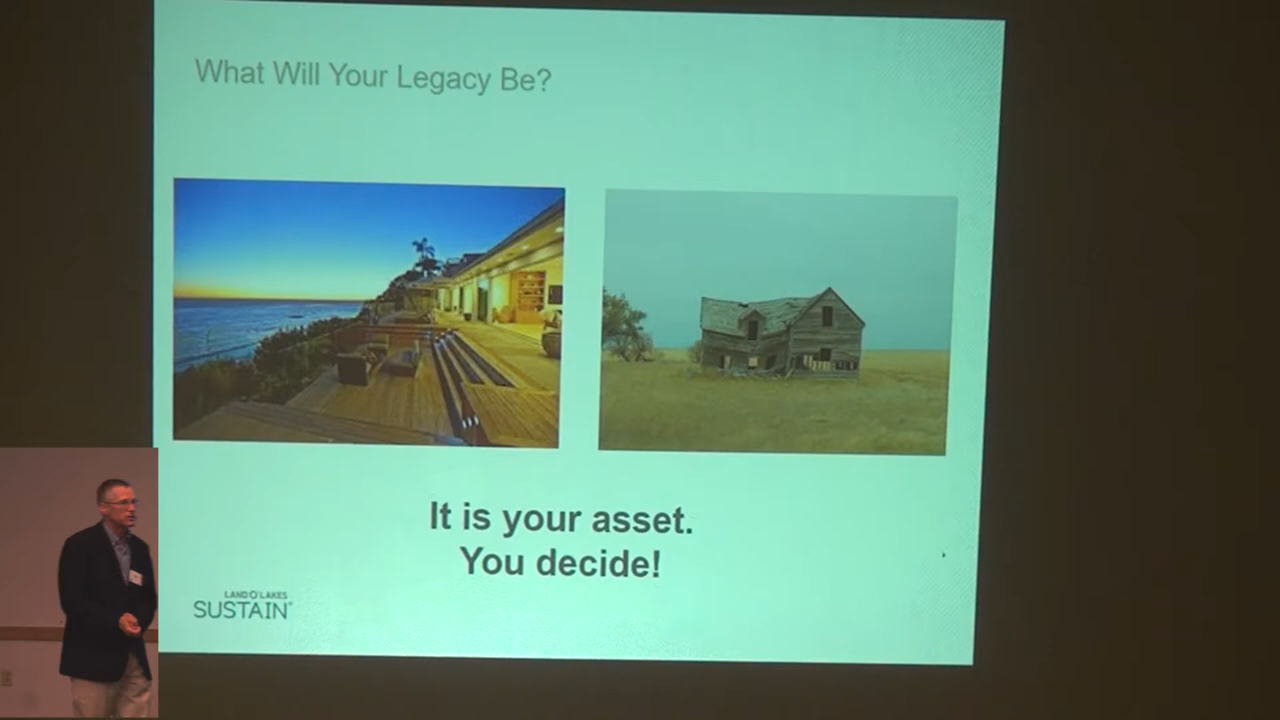 What Will Your Legacy Be?
It is your asset.
You decide!
LAND O'LAKES
SUSTAIN®